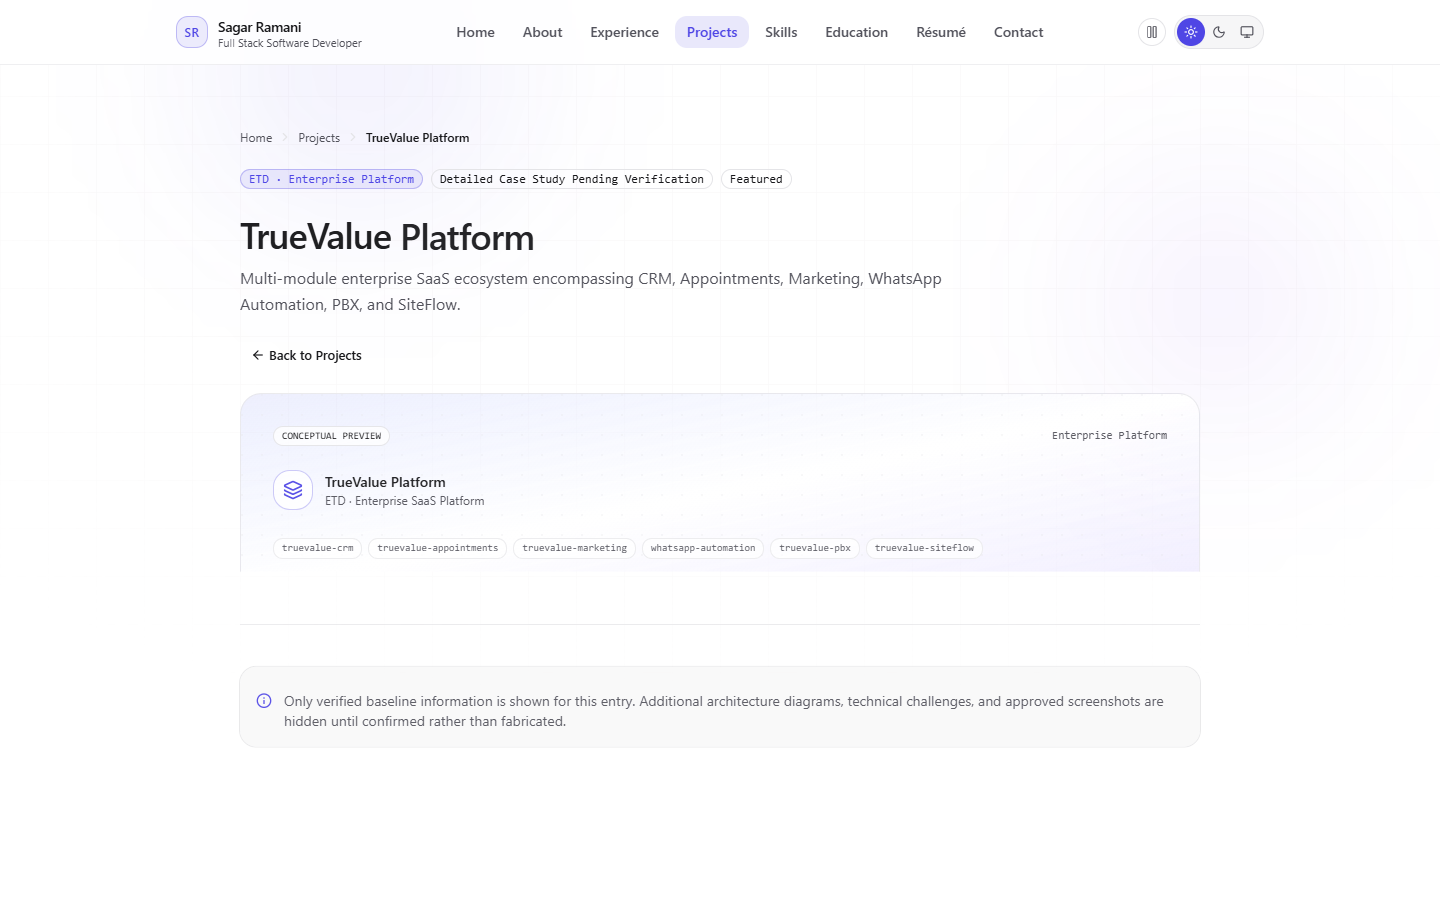 SR
Sagar Ramani
Full Stack Software Developer
Home
About
Experience
Projects
Skills
Education
Résumé
Contact
Home
Projects
TrueValue Platform
ETD · Enterprise Platform
Detailed Case Study Pending Verification
Featured
TrueValue Platform
Multi-module enterprise SaaS ecosystem encompassing CRM, Appointments, Marketing, WhatsApp
Automation, PBX, and SiteFlow.
Back to Projects
CONCEPTUAL PREVIEW
Enterprise Platform
TrueValue Platform
ETD · Enterprise SaaS Platform
truevalue-crm
truevalue-appointments
truevalue-marketing
whatsapp-automation
truevalue-pbx
truevalue-siteflow
Only verified baseline information is shown for this entry. Additional architecture diagrams, technical challenges, and approved screenshots are
hidden until confirmed rather than fabricated.